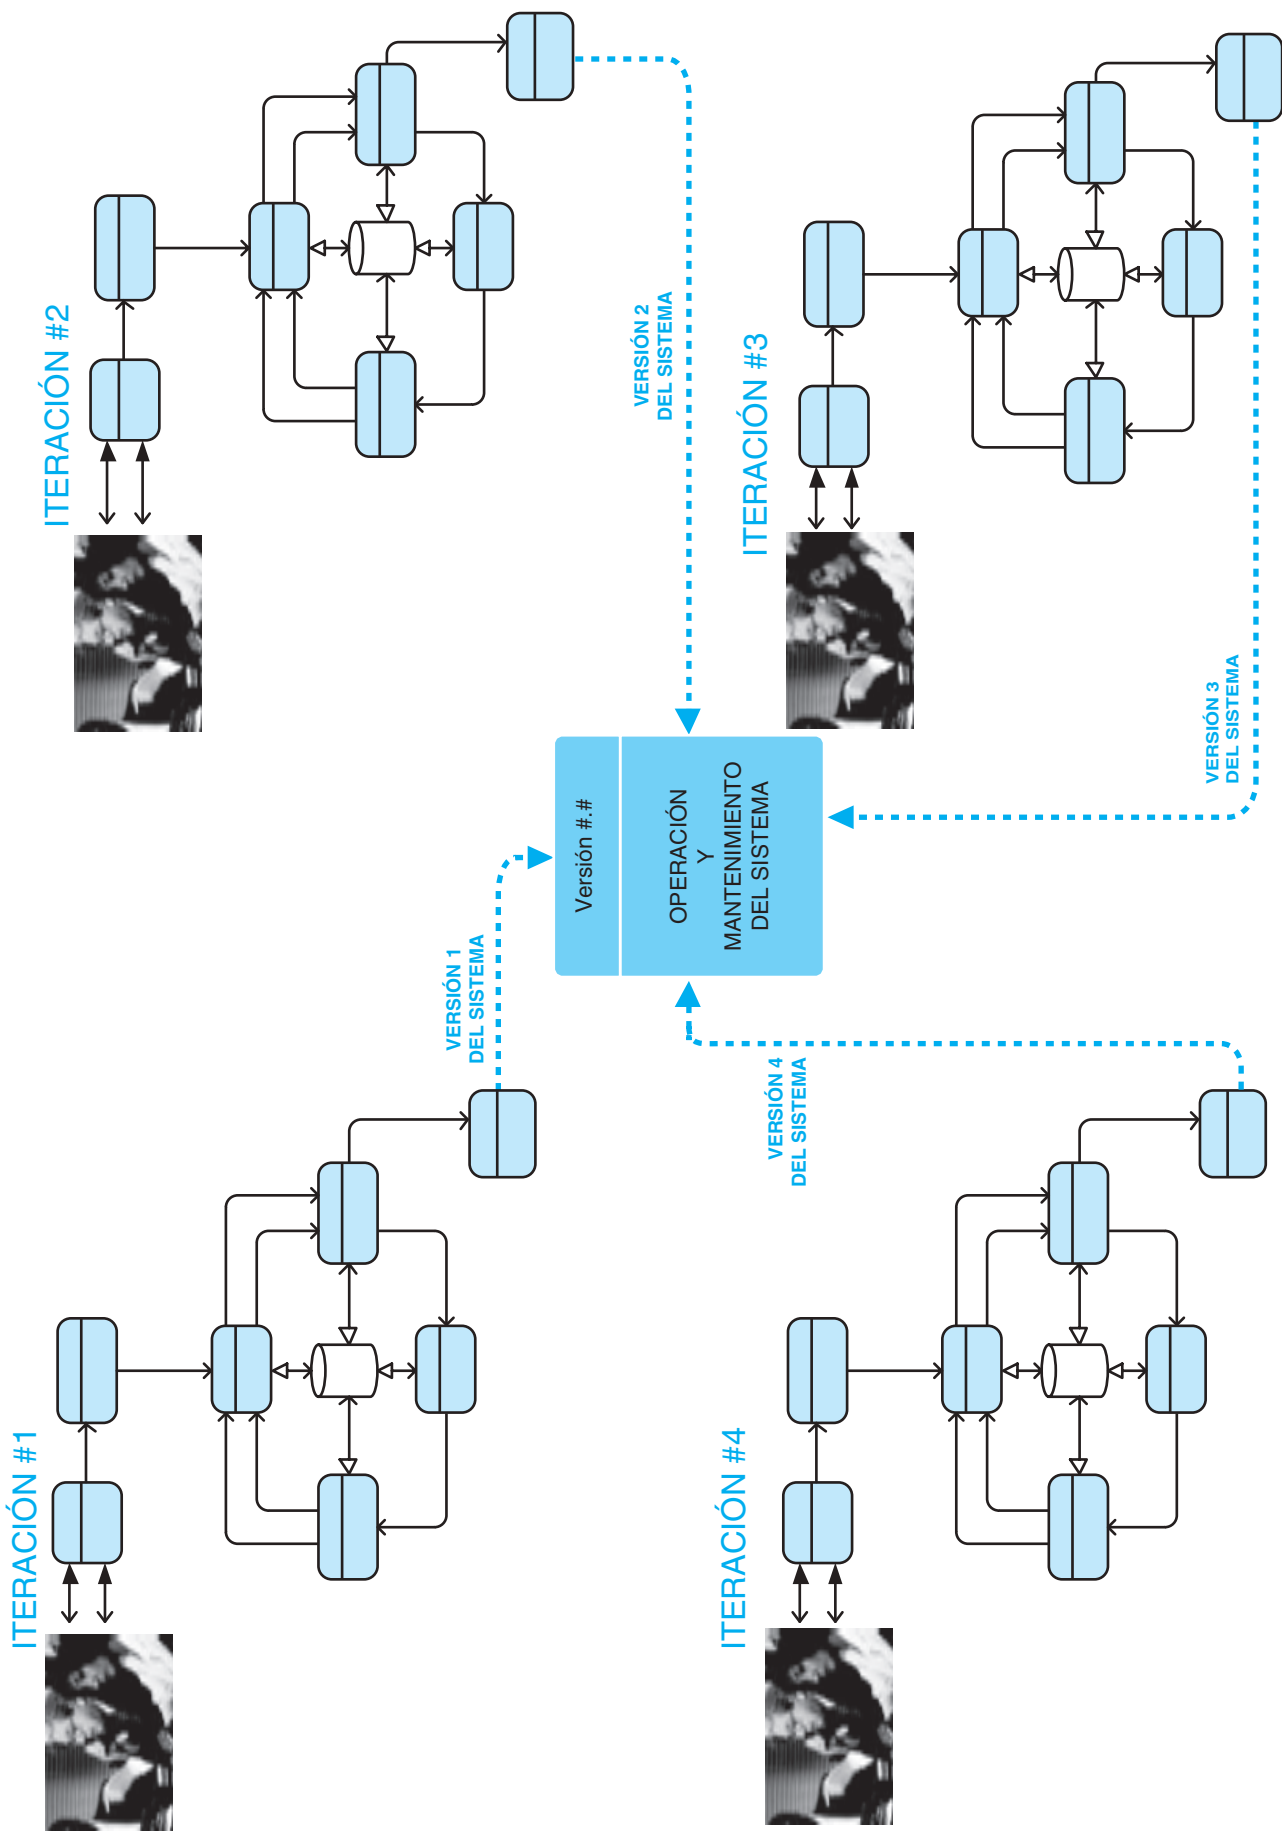 ITERACIÓN #1
ITERACIÓN #2
VERSIÓN 1
DEL SISTEMA
VERSIÓN 2
DEL SISTEMA
Versión #.#
OPERACIÓN
Y
MANTENIMIENTO
DEL SISTEMA
ITERACIÓN #4
ITERACIÓN #3
VERSIÓN 4
DEL SISTEMA
VERSIÓN 3
DEL SISTEMA